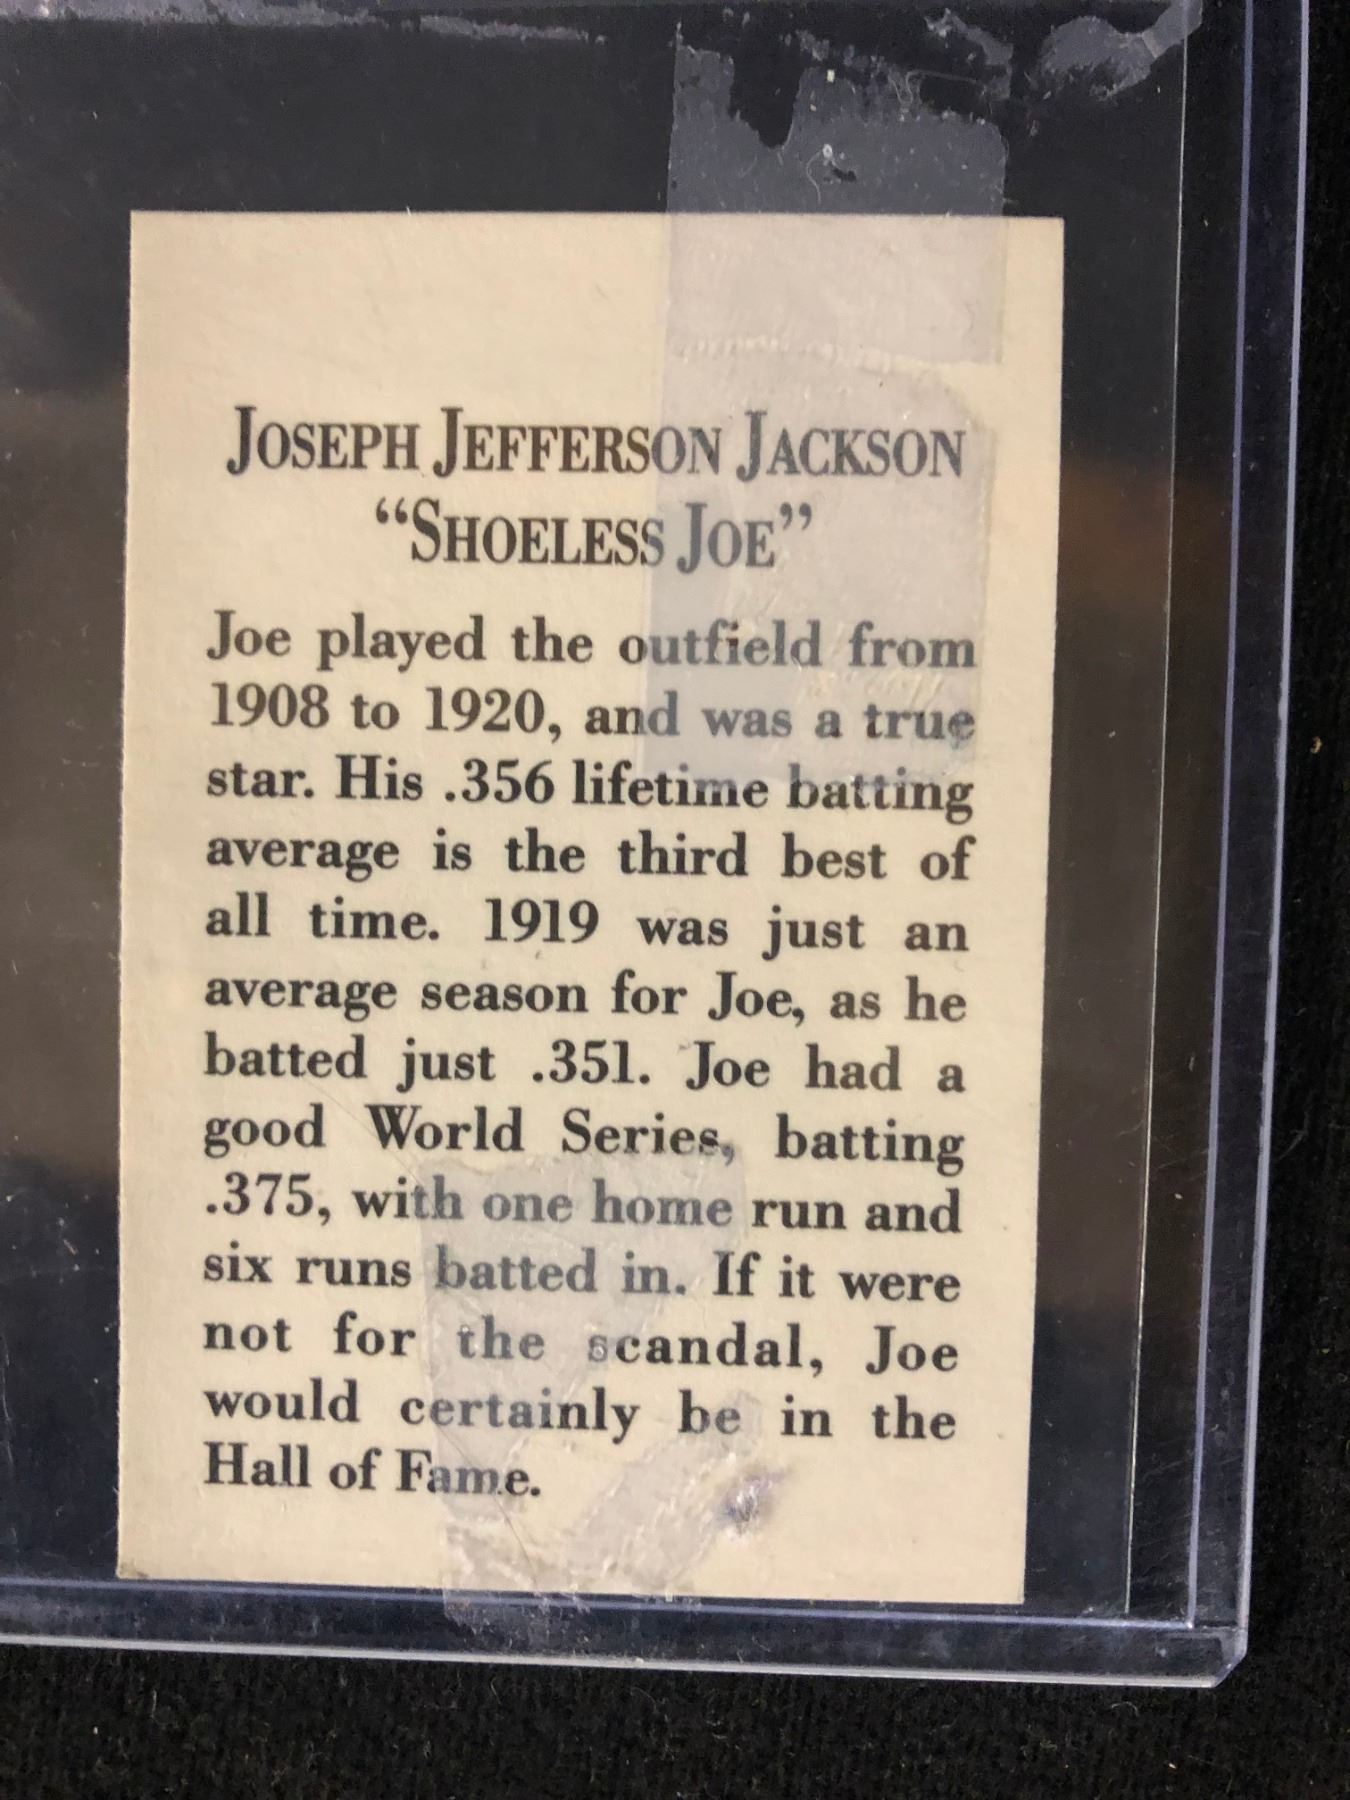 JOSEPH JEFFERSON JACKSON
“SHOELESS JOE”
Joe played the outfield from
1908 to 1920, and was a true
star. His .356 lifetime batting
average is the third best of
all time. 1919 was just an
average season for Joe, as he
batted just .351. Joe had a
good World Series, batting
.375, with one home run and
six runs batted in. If it were
not for the scandal, Joe
would certainly be in the
Hall of Fame.